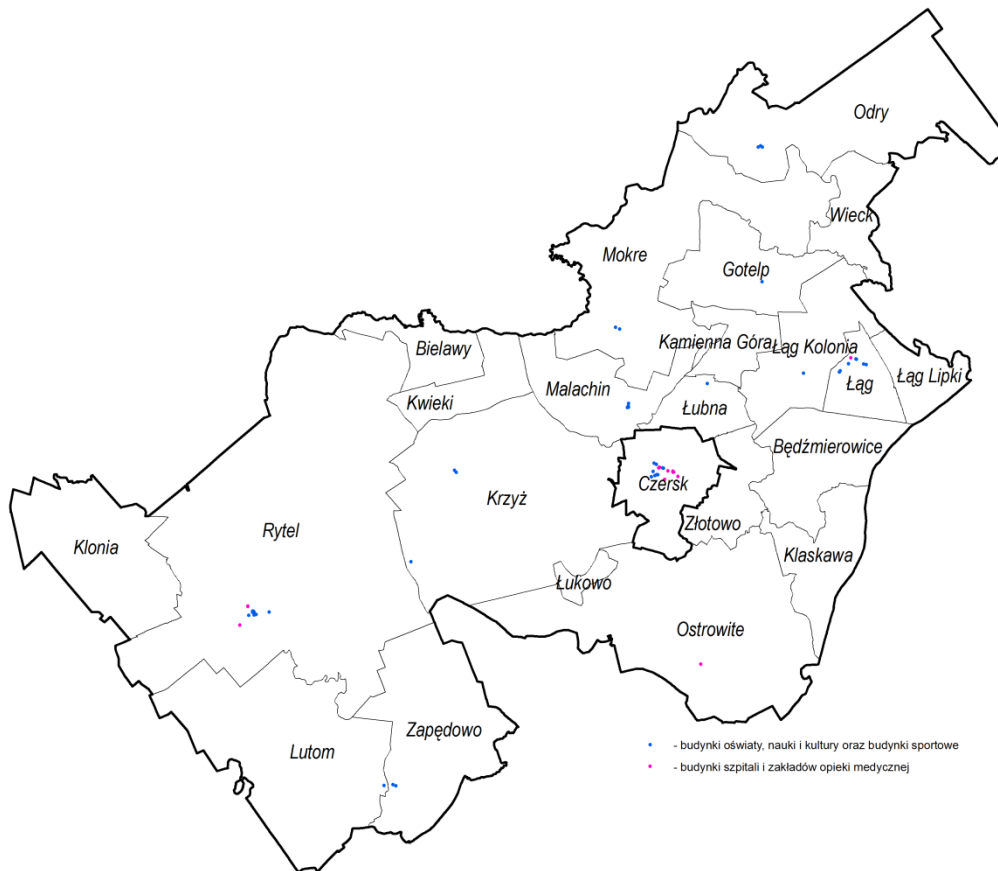 Odry
Wieck
Mokre
Gotelp
Kamienna Góra
Łąg Kolonia
Bielawy
Malachin
Łąg
Łąg Lipki
Kwieki
Łubna
Będźmierowice
Krzyż
Czersk
Rytel
Złotowo
Klonia
Klaskawa
Łukowo
Ostrowite
Zapędowo
Lutom
- budynki oświaty, nauki i kultury oraz budynki sportowe
- budynki szpitali i zakładów opieki medycznej